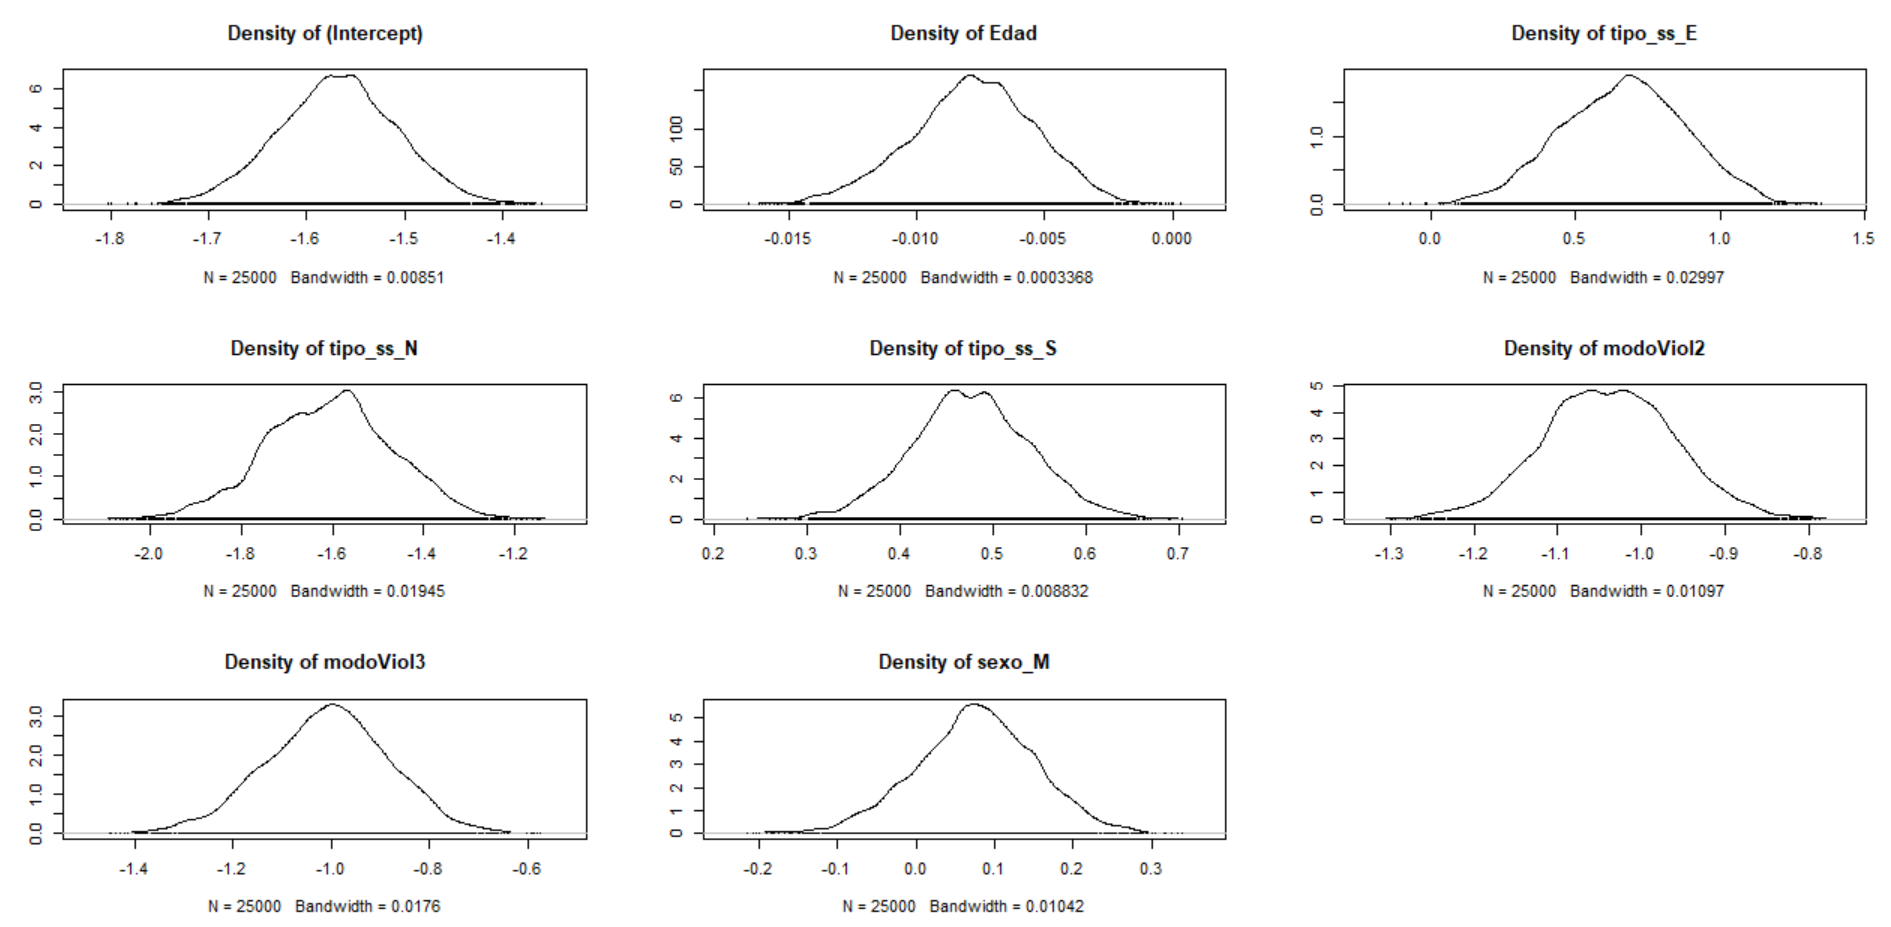 Density of (Intercept)
0 2 4 6
-1.8 -1.7 -1.6 -1.5 -1.4
N = 25000 Bandwidth = 0.00851
Density of Edad
0 50 100
-0.015 -0.010 -0.005 0.000
N = 25000 Bandwidth = 0.0003368
Density of tipo_ss_E
0.0 1.0
0.0 0.5 1.0 1.5
N = 25000 Bandwidth = 0.02997
Density of tipo_ss_N
0.0 1.0 2.0 3.0
-2.0 -1.8 -1.6 -1.4 -1.2
N = 25000 Bandwidth = 0.01945
Density of tipo_ss_S
0 2 4 6
0.2 0.3 0.4 0.5 0.6 0.7
N = 25000 Bandwidth = 0.008832
Density of modoViol2
0 1 2 3 4 5
-1.3 -1.2 -1.1 -1.0 -0.9 -0.8
N = 25000 Bandwidth = 0.01097
Density of modoViol3
0.0 1.0 2.0 3.0
-1.4 -1.2 -1.0 -0.8 -0.6
N = 25000 Bandwidth = 0.0176
Density of sexo_M
0 1 2 3 4 5
-0.2 -0.1 0.0 0.1 0.2 0.3
N = 25000 Bandwidth = 0.01042